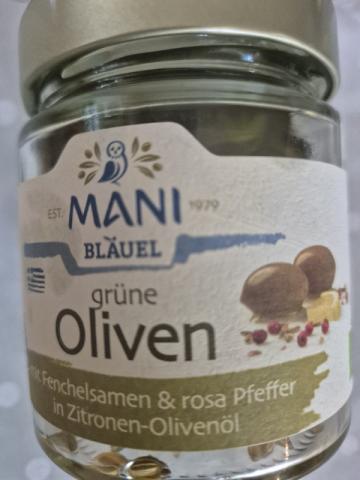 EST. 1979
MANI
BLÄUEL
grüne
Oliven
mit Fenchelsamen & rosa Pfeffer
in Zitronen-Olivenöl